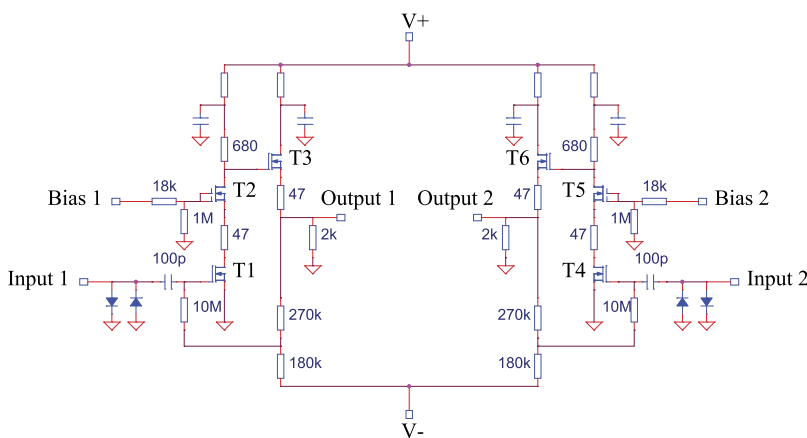 V+
680
T3
T6
680
Bias 1
18k
T2
47
Output 1
Output 2
47
T5
18k
Bias 2
1M
2k
2k
1M
47
47
Input 1
100p
T1
T4
100p
Input 2
10M
270k
270k
10M
180k
180k
V-